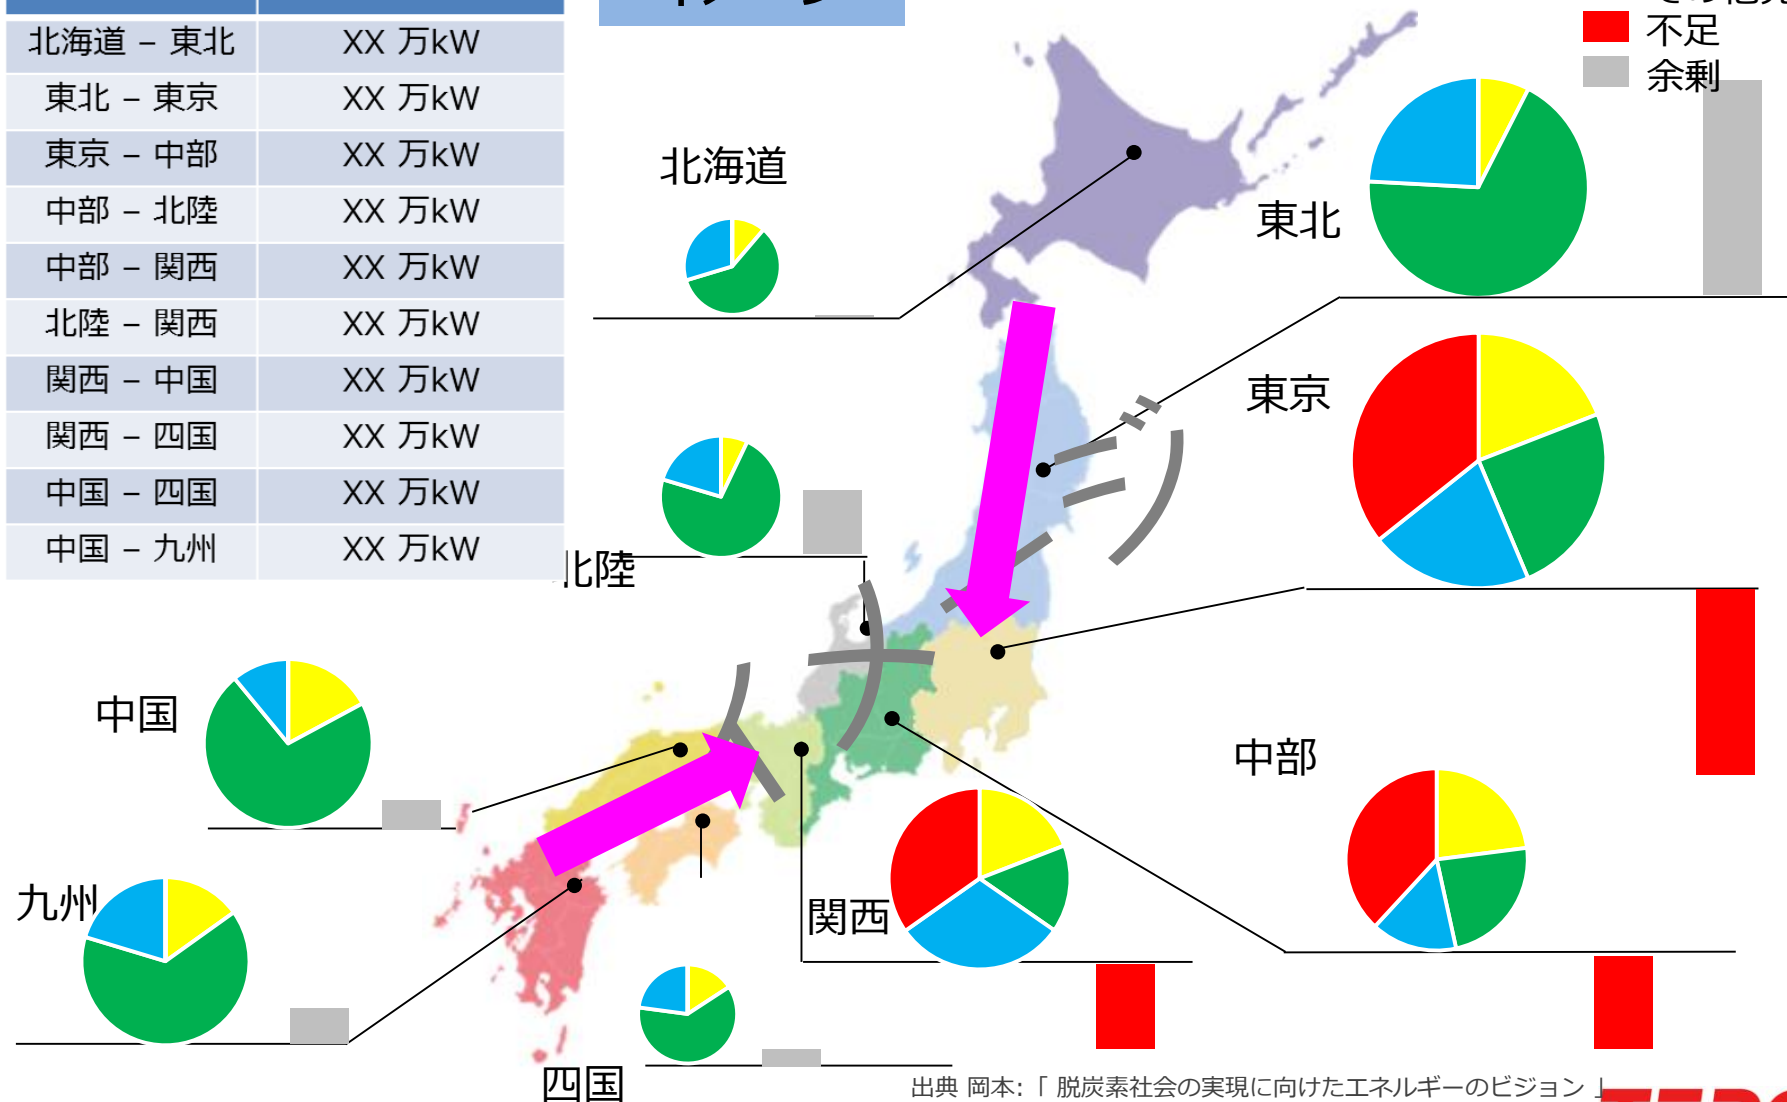 北海道 – 東北 XX 万kW
東北 – 東京 XX 万kW
東京 – 中部 XX 万kW
中部 – 北陸 XX 万kW
中部 – 関西 XX 万kW
北陸 – 関西 XX 万kW
関西 – 中国 XX 万kW
関西 – 四国 XX 万kW
中国 – 四国 XX 万kW
中国 – 九州 XX 万kW
不足
余剰
北海道
東北
東京
北陸
中国
中部
九州
関西
四国
出典 岡本:「 脱炭素社会の実現に向けたエネルギーのビジョン 」